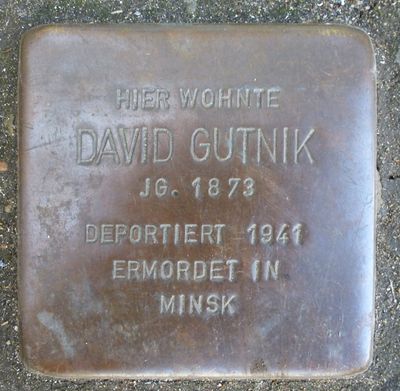 HIER WOHNTE
DAVID GUTNIK
JG. 1873
DEPORTIERT 1941
ERMORDET IN
MINSK